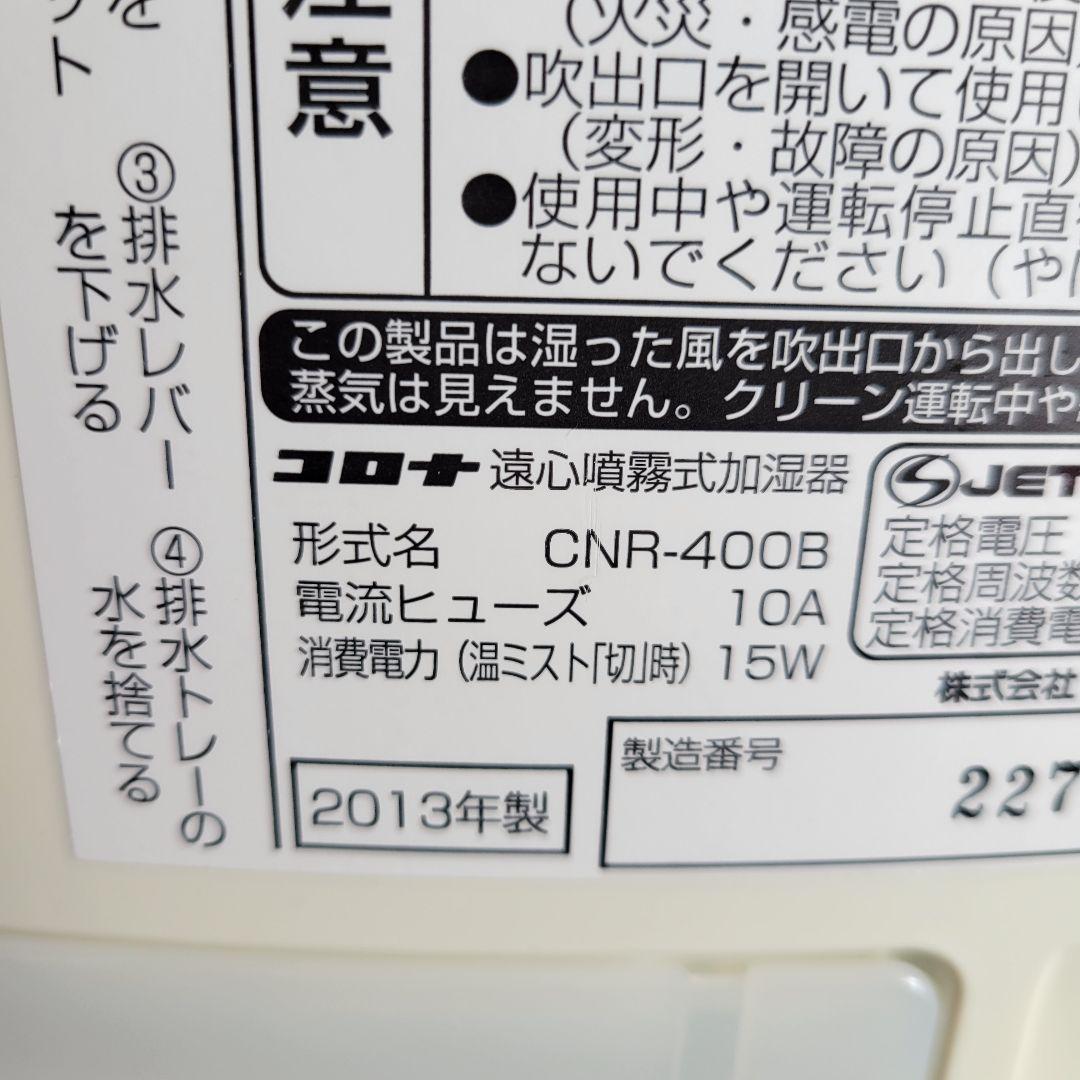 を
ット
③排水レバー
を下げる
④排水トレーの
水を捨てる
注意
（火災・感電の原因）
●吹出口を開いて使用
（変形・故障の原因）
●使用中や運転停止直
ないでください（や
この製品は湿った風を吹出口から出し
蒸気は見えません。クリーン運転中や
コロナ 遠心噴霧式加湿器
形式名 CNR-400B
電流ヒューズ 10A
消費電力（温ミスト「切」時） 15W
JET
定格電圧
定格周波数
定格消費電
株式会社
2013年製
製造番号
227